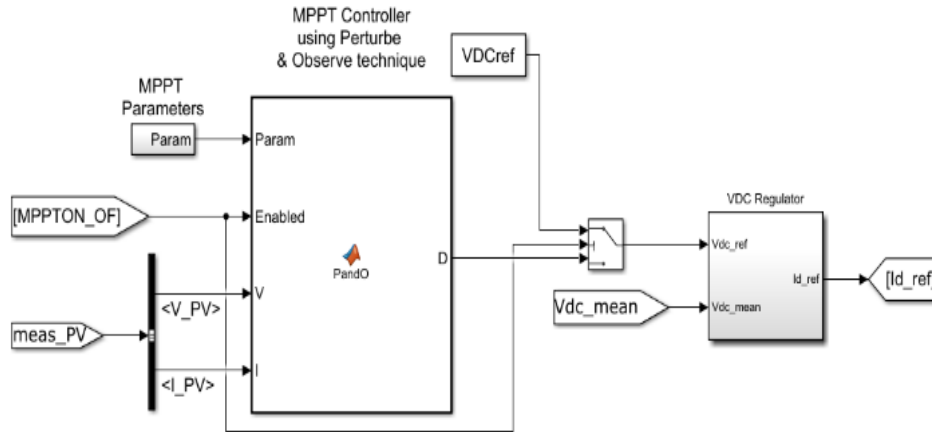 MPPT Controller
using Perturbe
& Observe technique
VDCref
MPPT
Parameters
Param
Param
[MPPTON_OF]
Enabled
PandO
D
V
<V_PV>
meas_PV
I
<I_PV>
VDC Regulator
Vdc_ref
Id_ref
[Id_ref]
Vdc_mean
Vdc_mean